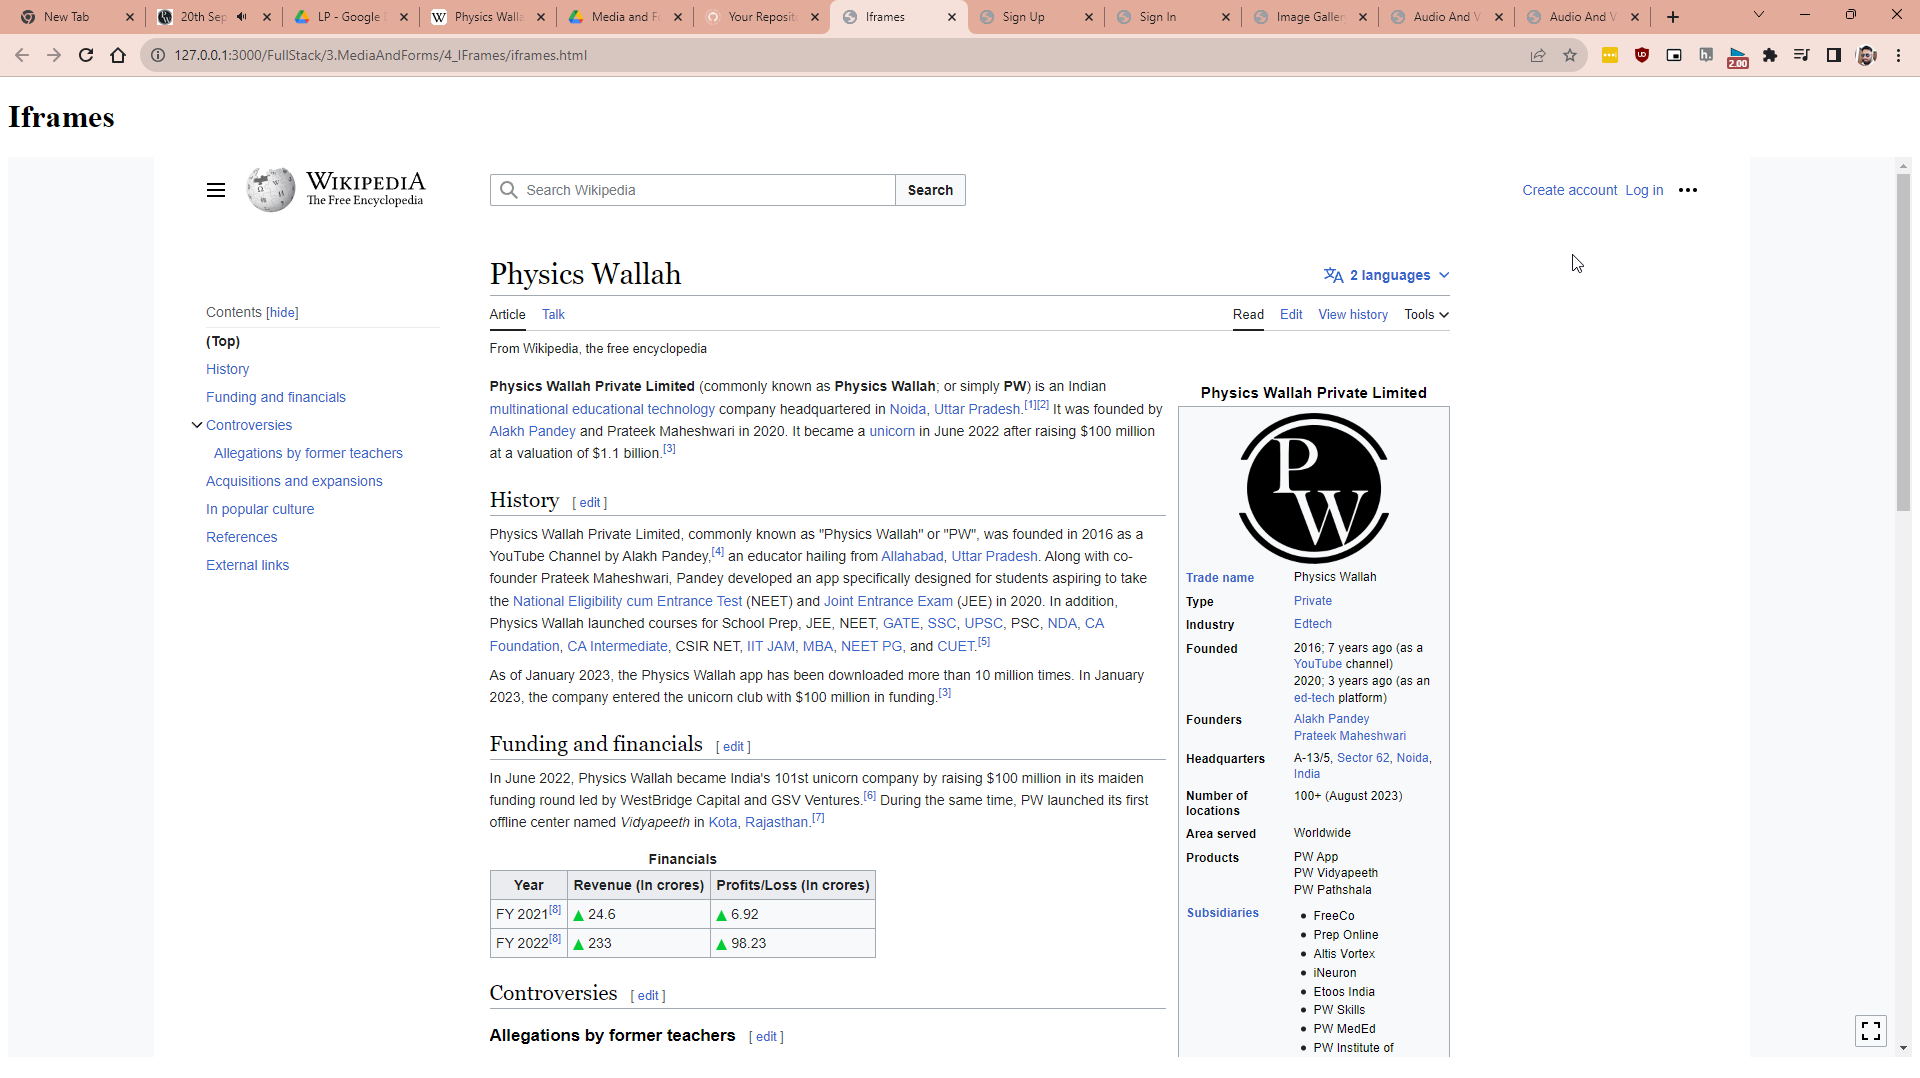 New Tab
20th Sep
LP - Google
Physics Walla
Media and Fo
Your Reposit
Iframes
Sign Up
Sign In
Image Galler
Audio And V
Audio And V
127.0.0.1:3000/FullStack/3.MediaAndForms/4_IFrames/iframes.html
2.00
Iframes
WIKIPEDIA
The Free Encyclopedia
Search Wikipedia
Search
Create account Log in
Physics Wallah
2 languages
Contents [hide]
(Top)
History
Funding and financials
Controversies
Allegations by former teachers
Acquisitions and expansions
In popular culture
References
External links
Article Talk
Read Edit View history Tools
From Wikipedia, the free encyclopedia
Physics Wallah Private Limited (commonly known as Physics Wallah; or simply PW) is an Indian
multinational educational technology company headquartered in Noida, Uttar Pradesh.[1][2] It was founded by
Alakh Pandey and Prateek Maheshwari in 2020. It became a unicorn in June 2022 after raising $100 million
at a valuation of $1.1 billion.[3]
History [ edit ]
Physics Wallah Private Limited, commonly known as "Physics Wallah" or "PW", was founded in 2016 as a
YouTube Channel by Alakh Pandey,[4] an educator hailing from Allahabad, Uttar Pradesh. Along with co-
founder Prateek Maheshwari, Pandey developed an app specifically designed for students aspiring to take
the National Eligibility cum Entrance Test (NEET) and Joint Entrance Exam (JEE) in 2020. In addition,
Physics Wallah launched courses for School Prep, JEE, NEET, GATE, SSC, UPSC, PSC, NDA, CA
Foundation, CA Intermediate, CSIR NET, IIT JAM, MBA, NEET PG, and CUET.[5]
As of January 2023, the Physics Wallah app has been downloaded more than 10 million times. In January
2023, the company entered the unicorn club with $100 million in funding.[3]
Funding and financials [ edit ]
In June 2022, Physics Wallah became India's 101st unicorn company by raising $100 million in its maiden
funding round led by WestBridge Capital and GSV Ventures.[6] During the same time, PW launched its first
offline center named Vidyapeeth in Kota, Rajasthan.[7]
Financials
Year Revenue (In crores) Profits/Loss (In crores)
FY 2021[8] ▲ 24.6 ▲ 6.92
FY 2022[8] ▲ 233 ▲ 98.23
Controversies [ edit ]
Allegations by former teachers [ edit ]
Physics Wallah Private Limited
PW
Trade name Physics Wallah
Type Private
Industry Edtech
Founded 2016; 7 years ago (as a
YouTube channel)
2020; 3 years ago (as an
ed-tech platform)
Founders Alakh Pandey
Prateek Maheshwari
Headquarters A-13/5, Sector 62, Noida,
India
Number of 100+ (August 2023)
locations
Area served Worldwide
Products PW App
PW Vidyapeeth
PW Pathshala
Subsidiaries • FreeCo
• Prep Online
• Altis Vortex
• iNeuron
• Etoos India
• PW Skills
• PW MedEd
• PW Institute of